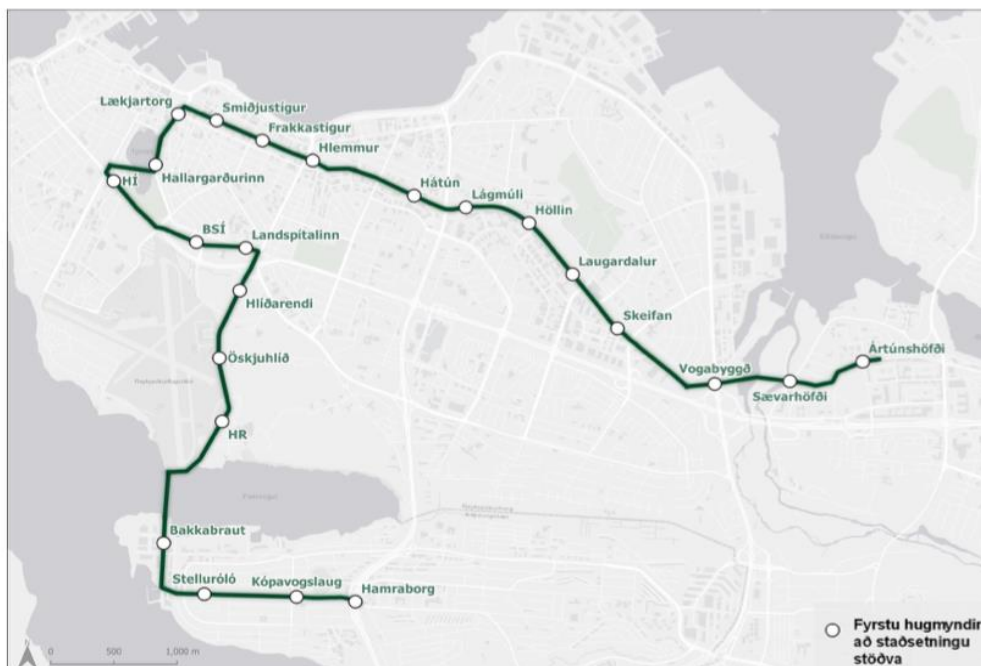 Lækjartorg
Smiðjustígur
Frakkastígur
Hlemmur
Hallargarðurinn
HÍ
Hátún
Lágmúli
Höllin
BSÍ
Landspítalinn
Laugardalur
Hlíðarendi
Skeifan
Öskjuhlíð
Ártúnshöfði
Vogabyggð
Sævarhöfði
HR
Bakkabraut
Stelluróló
Kópavogslaug
Hamraborg
Fyrstu hugmyndir
að staðsetningu
stöðva
0 500 1,000 m